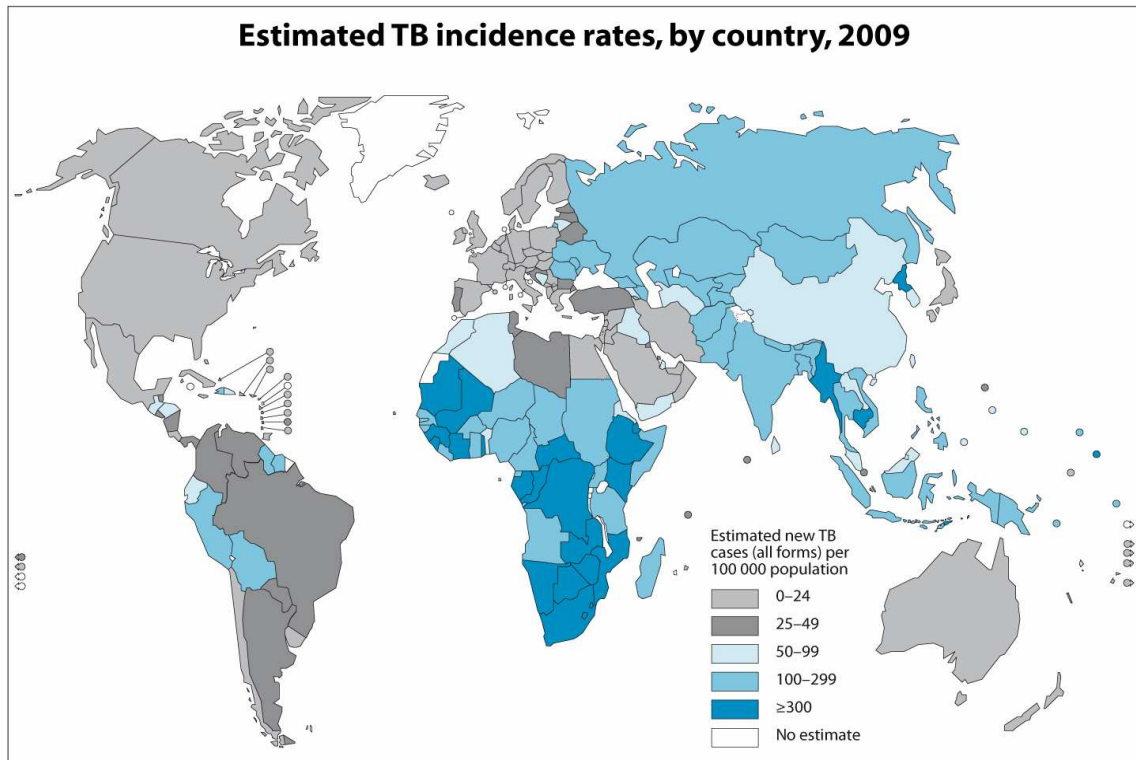 Estimated TB incidence rates, by country, 2009
Estimated new TB
cases (all forms) per
100 000 population
0–24
25–49
50–99
100–299
≥300
No estimate